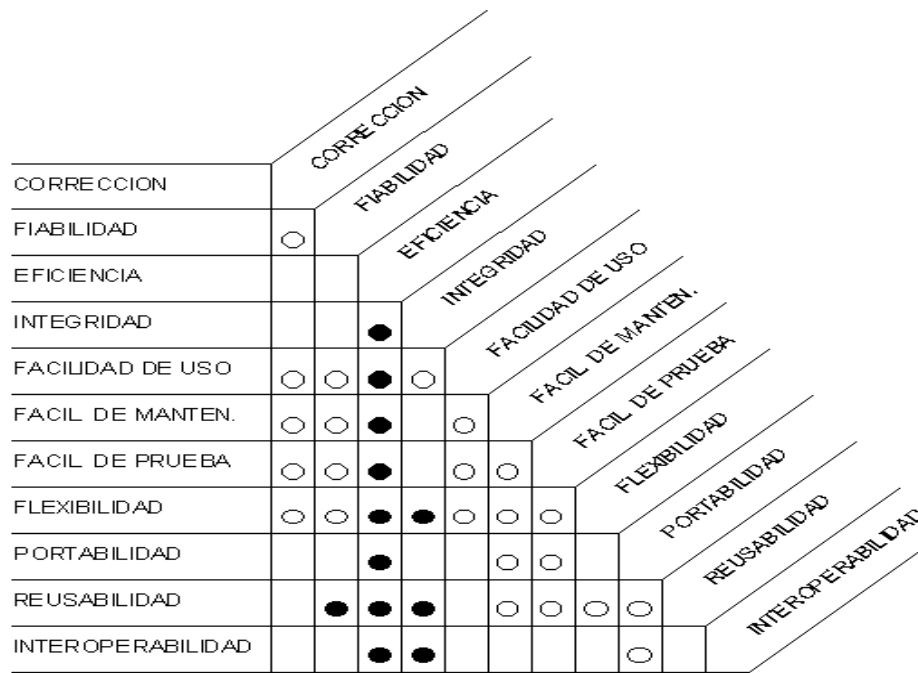 CORRECCION
FIABILIDAD
EFICIENCIA
INTEGRIDAD
FACILIDAD DE USO
FACIL DE MANTEN.
FACIL DE PRUEBA
FLEXIBILIDAD
PORTABILIDAD
REUSABILIDAD
INTEROPERABILIDAD
CORRECCION
FIABILIDAD
EFICIENCIA
INTEGRIDAD
FACILIDAD DE USO
FACIL DE MANTEN.
FACIL DE PRUEBA
FLEXIBILIDAD
PORTABILIDAD
REUSABILIDAD
INTEROPERABILIDAD